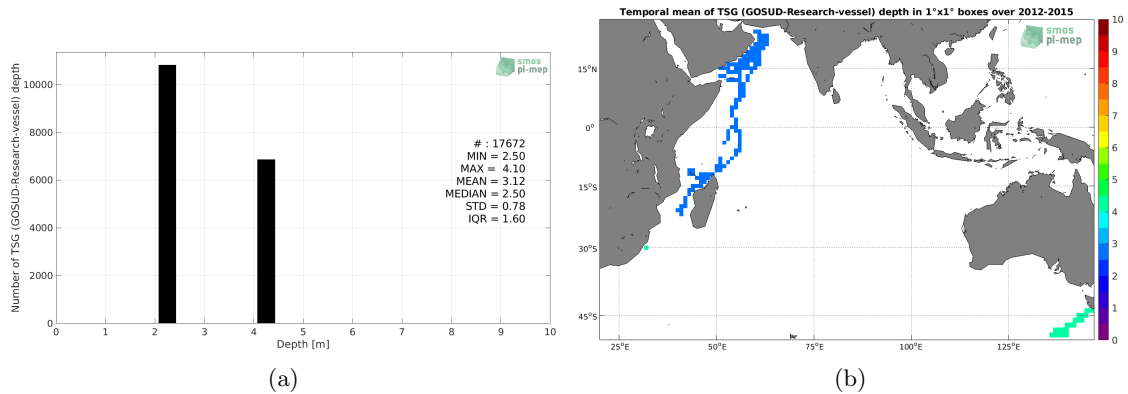 Number of TSG (GOSUD-Research-vessel) depth
10000
8000
6000
4000
2000
0
0 1 2 3 4 5 6 7 8 9 10
Depth [m]
smos
pi-mep
# : 17672
MIN = 2.50
MAX = 4.10
MEAN = 3.12
MEDIAN = 2.50
STD = 0.78
IQR = 1.60
(a)
Temporal mean of TSG (GOSUD-Research-vessel) depth in 1°x1° boxes over 2012-2015
smos
pi-mep
15°N
0°
15°S
30°S
45°S
25°E 50°E 75°E 100°E 125°E
10
9
8
7
6
5
4
3
2
1
0
(b)